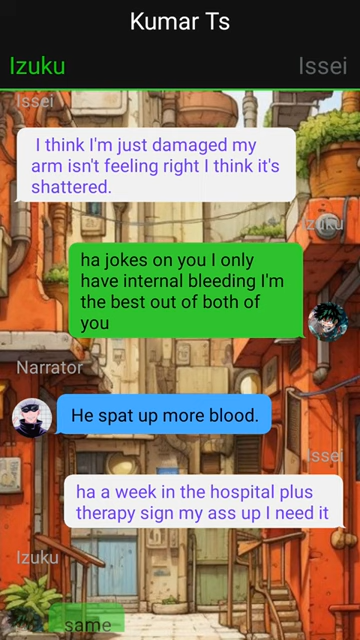 Kumar Ts
Izuku
Issei
Issei
I think I'm just damaged my
arm isn't feeling right I think it's
shattered.
Izuku
ha jokes on you I only
have internal bleeding I'm
the best out of both of
you
Narrator
He spat up more blood.
Issei
ha a week in the hospital plus
therapy sign my ass up I need it
Izuku
same